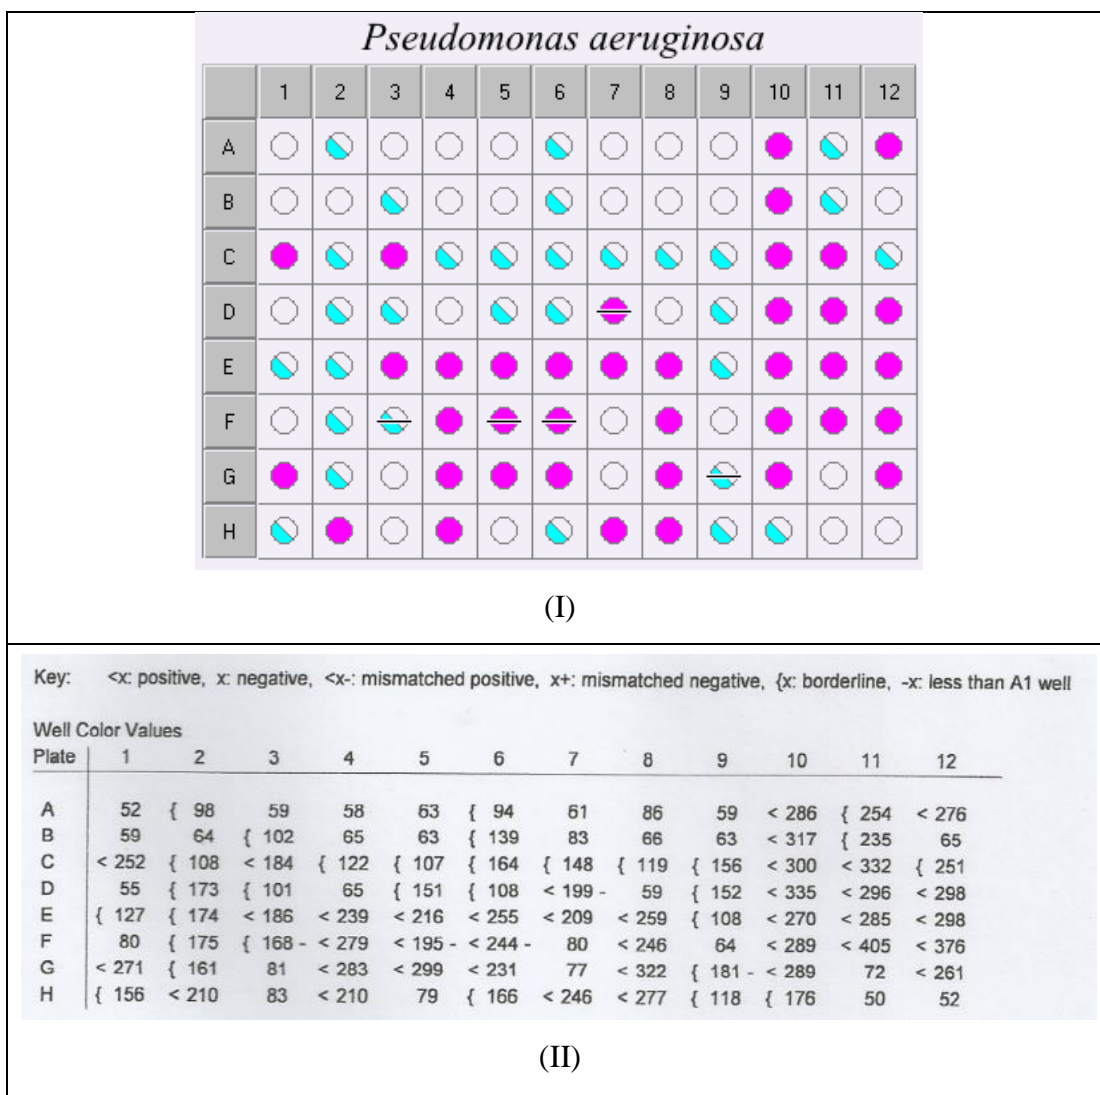 Pseudomonas aeruginosa
1 2 3 4 5 6 7 8 9 10 11 12
A
B
C
D
E
F
G
H
(I)
Key: <x: positive, x: negative, <x-: mismatched positive, x+: mismatched negative, {x: borderline, -x: less than A1 well
Well Color Values
Plate 1 2 3 4 5 6 7 8 9 10 11 12
A 52 { 98 59 58 63 { 94 61 86 59 < 286 { 254 < 276
B 59 64 { 102 65 63 { 139 83 66 63 < 317 { 235 65
C < 252 { 108 < 184 { 122 { 107 { 164 { 148 { 119 { 156 < 300 < 332 { 251
D 55 { 173 { 101 65 { 151 { 108 < 199 - 59 { 152 < 335 < 296 < 298
E { 127 { 174 < 186 < 239 < 216 < 255 < 209 < 259 { 108 < 270 < 285 < 298
F 80 { 175 { 168 - < 279 < 195 - < 244 - 80 < 246 64 < 289 < 405 < 376
G < 271 { 161 81 < 283 < 299 < 231 77 < 322 { 181 - < 289 72 < 261
H { 156 < 210 83 < 210 79 { 166 < 246 < 277 { 118 { 176 50 52
(II)